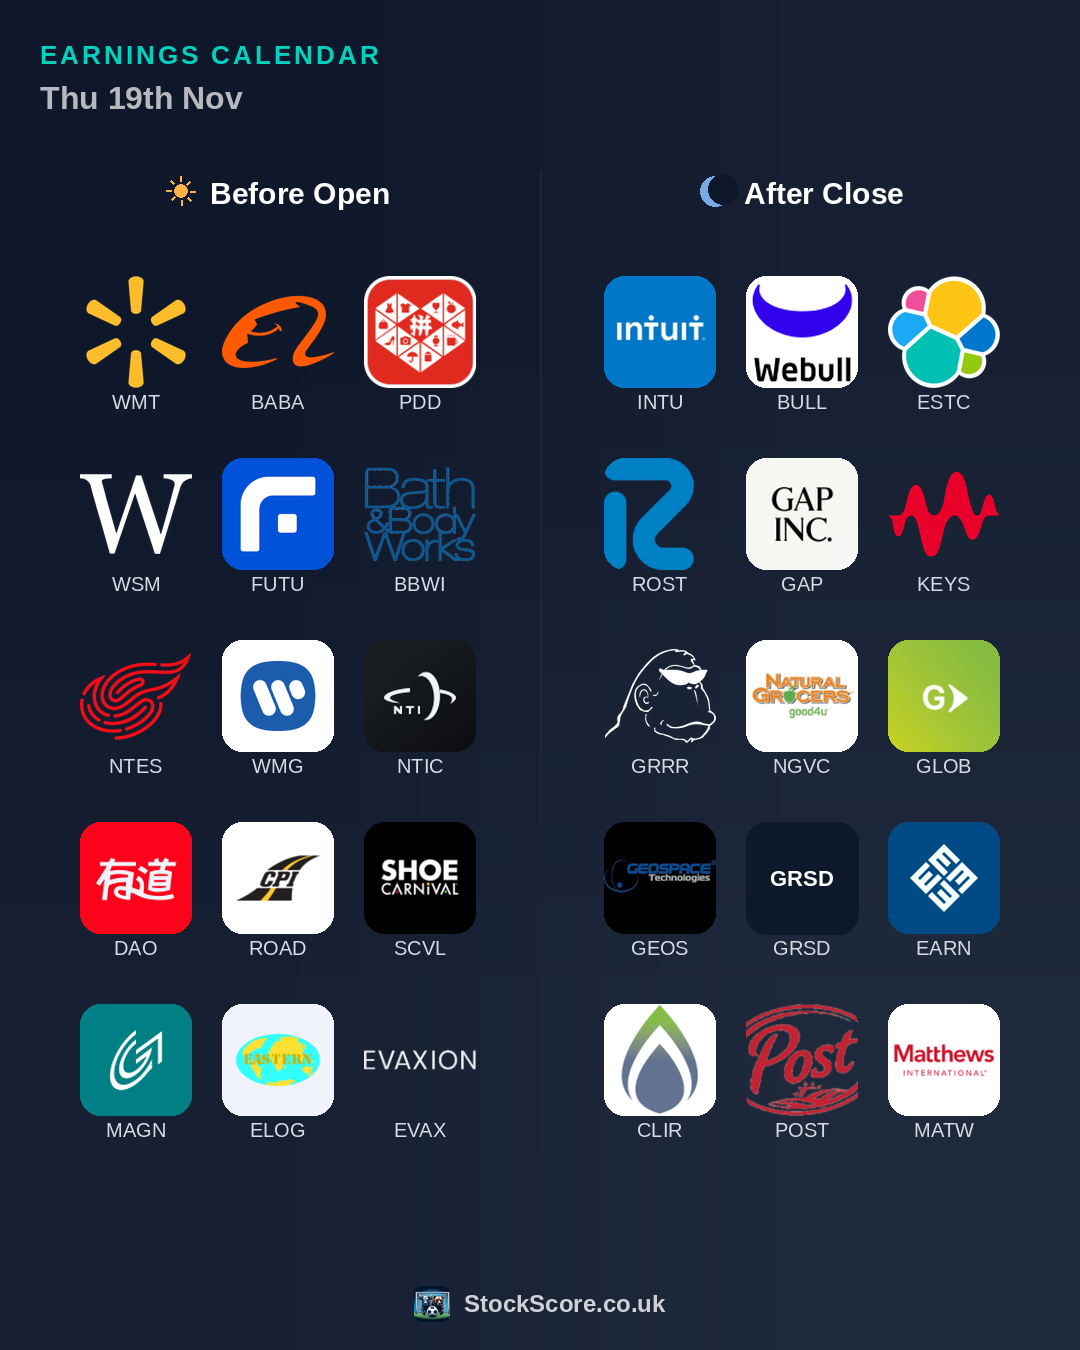 EARNINGS CALENDAR
Thu 19th Nov
Before Open
WMT BABA PDD
W
Bath
&Body
Works
WSM FUTU BBWI
NTI
NTES WMG NTIC
有道
CPI
SHOE
CARNIVAL
DAO ROAD SCVL
EASTERN
EVAXION
MAGN ELOG EVAX
After Close
INTUIT
Webull
INTU BULL ESTC
GAP
INC.
ROST GAP KEYS
NATURAL
GROCERS
good4u
G
GRRR NGVC GLOB
GEOSPACE
Technologies
GRSD
GEOS GRSD EARN
Post
Matthews
INTERNATIONAL
CLIR POST MATW
StockScore.co.uk